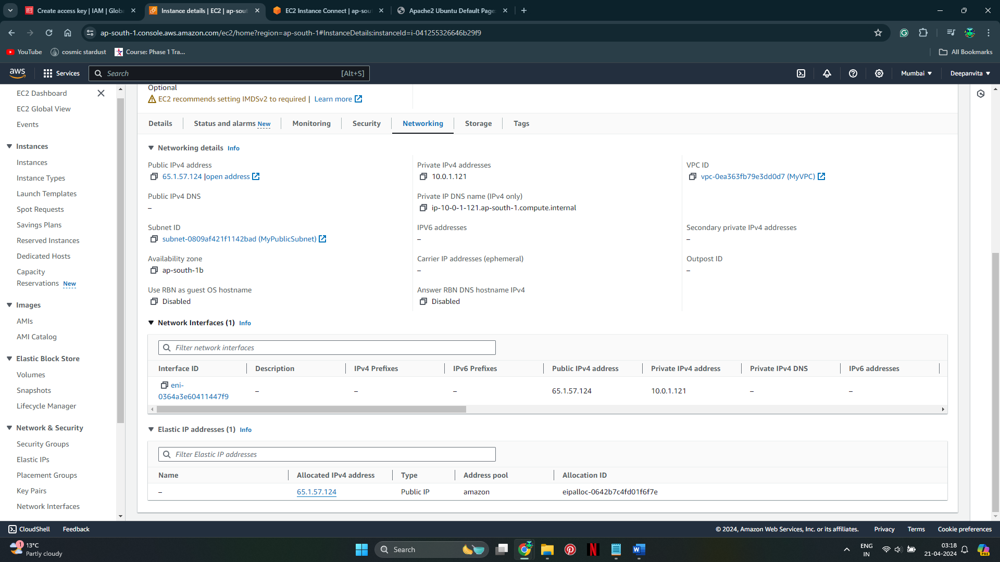 Create access key | IAM | Globa
Instance details | EC2 | ap-sout
EC2 Instance Connect | ap-sout
Apache2 Ubuntu Default Page
ap-south-1.console.aws.amazon.com/ec2/home?region=ap-south-1#InstanceDetails:instanceId=i-041255326646b29f9
YouTube
cosmic stardust
Course: Phase 1 Tra...
All Bookmarks
aws
Services
Search
[Alt+S]
Mumbai
Deepanvita
EC2 Dashboard
EC2 Global View
Events
Instances
Instances
Instance Types
Launch Templates
Spot Requests
Savings Plans
Reserved Instances
Dedicated Hosts
Capacity
Reservations New
Images
AMIs
AMI Catalog
Elastic Block Store
Volumes
Snapshots
Lifecycle Manager
Network & Security
Security Groups
Elastic IPs
Placement Groups
Key Pairs
Network Interfaces
Optional
EC2 recommends setting IMDSv2 to required | Learn more
Details
Status and alarms New
Monitoring
Security
Networking
Storage
Tags
Networking details Info
Public IPv4 address
65.1.57.124 |open address
Private IPv4 addresses
10.0.1.121
VPC ID
vpc-0ea363fb79e3dd0d7 (MyVPC)
Public IPv4 DNS
–
Private IP DNS name (IPv4 only)
ip-10-0-1-121.ap-south-1.compute.internal
Subnet ID
subnet-0809af421f1142bad (MyPublicSubnet)
IPV6 addresses
–
Secondary private IPv4 addresses
–
Availability zone
ap-south-1b
Carrier IP addresses (ephemeral)
–
Outpost ID
–
Use RBN as guest OS hostname
Disabled
Answer RBN DNS hostname IPv4
Disabled
Network Interfaces (1) Info
Filter network interfaces
Interface ID
Description
IPv4 Prefixes
IPv6 Prefixes
Public IPv4 address
Private IPv4 address
Private IPv4 DNS
IPv6 addresses
eni-
0364a3e60411447f9
–
–
–
65.1.57.124
10.0.1.121
–
–
Elastic IP addresses (1) Info
Filter Elastic IP addresses
Name
Allocated IPv4 address
Type
Address pool
Allocation ID
–
65.1.57.124
Public IP
amazon
eipalloc-0642b7c4fd01f6f7e
CloudShell
Feedback
© 2024, Amazon Web Services, Inc. or its affiliates.
Privacy
Terms
Cookie preferences
1
13°C
Partly cloudy
Search
N
W
ENG
IN
03:18
21-04-2024
PRE